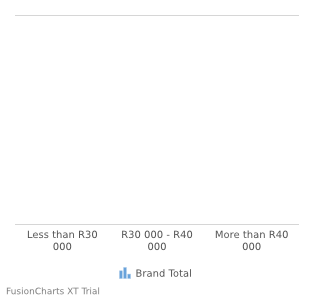 Less than R30 R30 000 - R40 More than R40
000 000 000
Brand Total
FusionCharts XT Trial